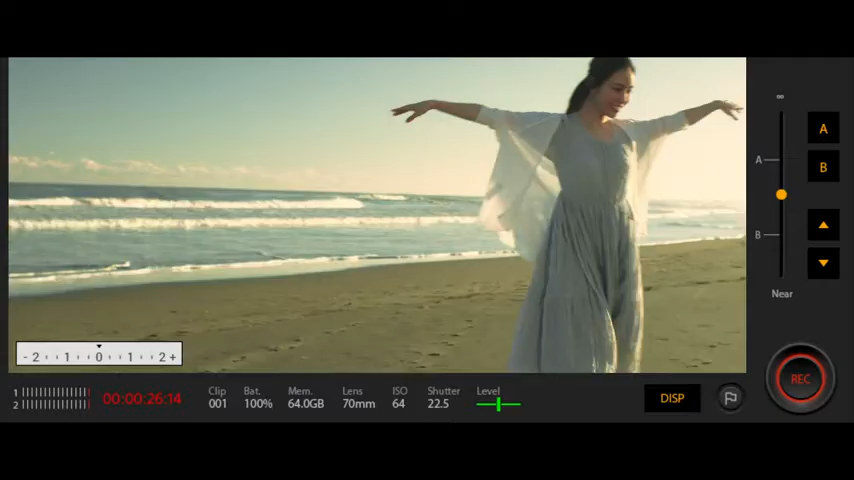 ∞
A
A
B
B
Near
- 2 1 0 1 2 +
1
2
00:00:26:14
Clip Bat. Mem. Lens ISO Shutter Level
001 100% 64.0GB 70mm 64 22.5
DISP
REC